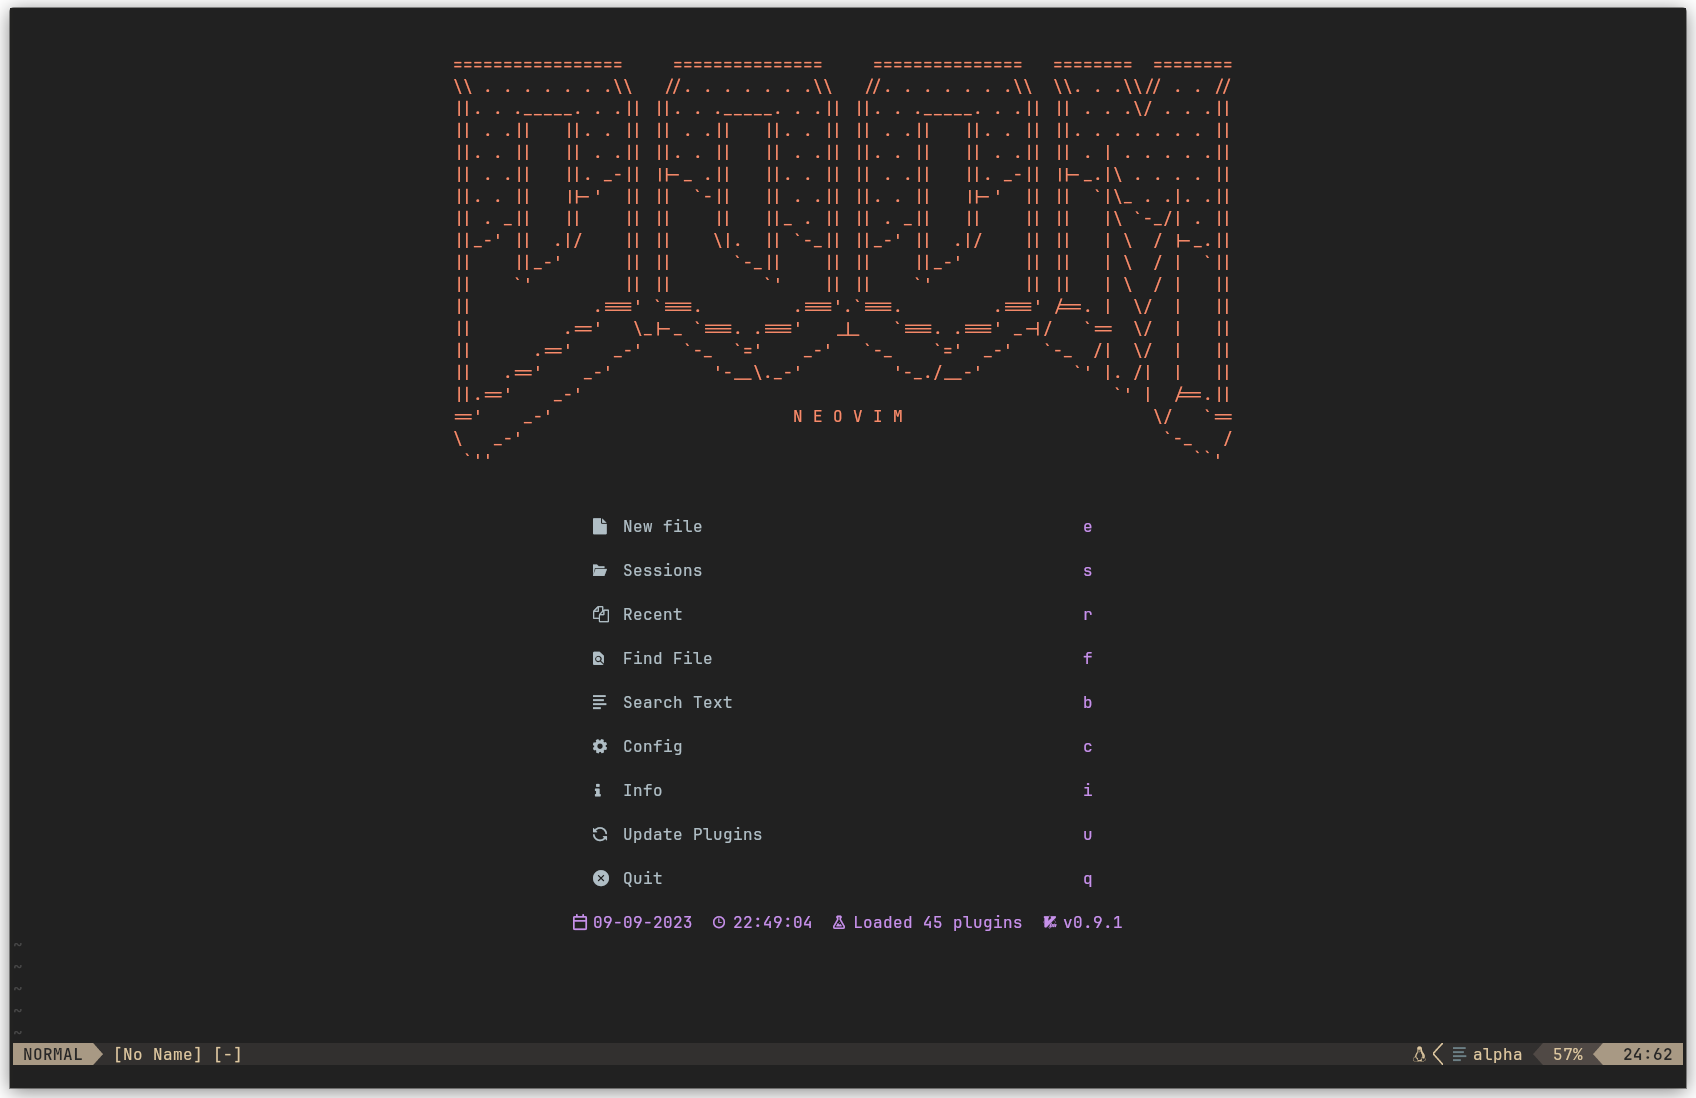 N E O V I M
New file e
Sessions s
Recent r
Find File f
Search Text b
Config c
Info i
Update Plugins u
Quit q
09-09-2023 22:49:04 Loaded 45 plugins v0.9.1
~
~
~
~
~
NORMAL [No Name] [-] alpha 57% 24:62